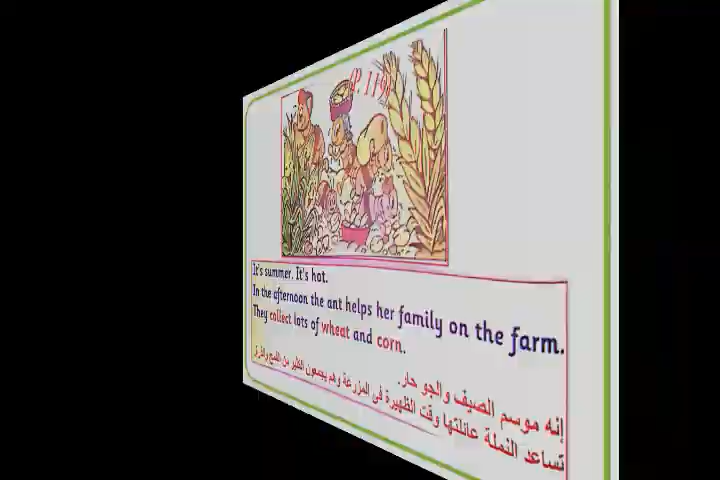 (P. 119)
It's summer. It's hot.
In the afternoon the ant helps her family on the farm.
They collect lots of wheat and corn.
إنه موسم الصيف والجو حار.
تساعد النملة عائلتها وقت الظهيرة في المزرعة وهم يجمعون الكثير من القمح والذرة